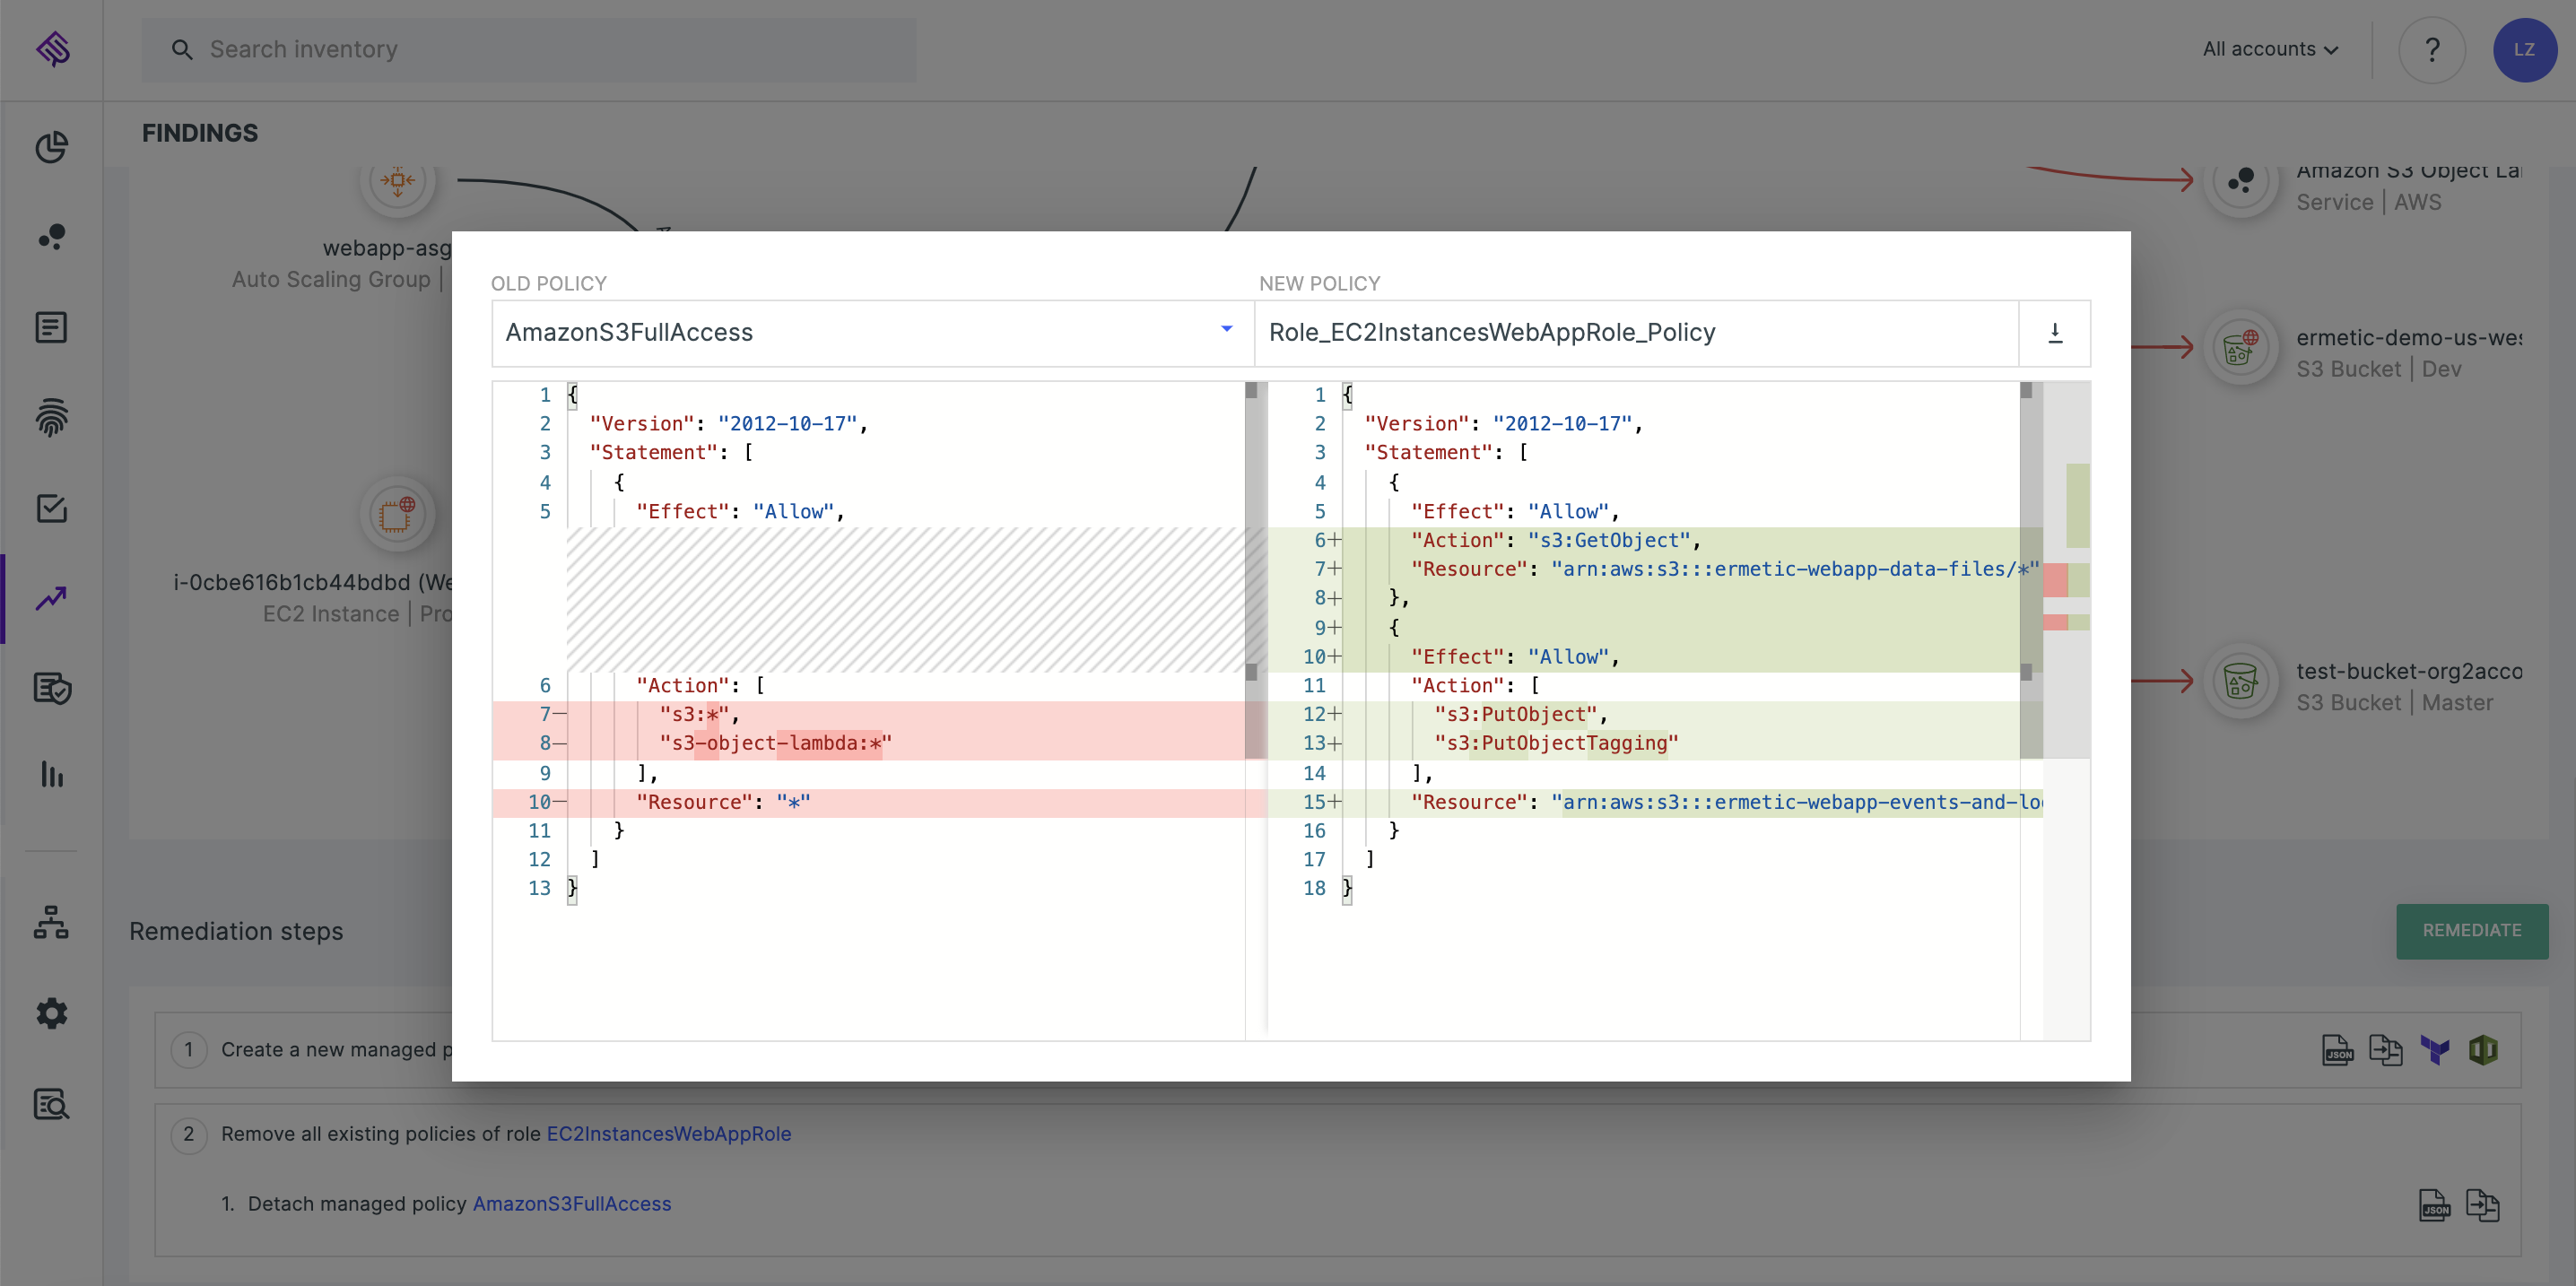 Search inventory
All accounts
?
LZ
FINDINGS
webapp-asg
Auto Scaling Group |
Amazon S3 Object
Service | AWS
ermetic-demo-us-
S3 Bucket | Dev
i-0cbe616b1cb44bdbd
EC2 Instance |
test-bucket-
S3 Bucket | Master
OLD POLICY
AmazonS3FullAccess
1 {
2 "Version": "2012-10-17",
3 "Statement": [
4 {
5 "Effect": "Allow",
6 "Action": [
7− "s3:*",
8− "s3-object-lambda:*"
9 ],
10− "Resource": "*"
11 }
12 ]
13 }
NEW POLICY
Role_EC2InstancesWebAppRole_Policy
1 {
2 "Version": "2012-10-17",
3 "Statement": [
4 {
5 "Effect": "Allow",
6+ "Action": "s3:GetObject",
7+ "Resource": "arn:aws:s3:::ermetic-webapp-data-files/*"
8+ },
9+ {
10+ "Effect": "Allow",
11 "Action": [
12+ "s3:PutObject",
13+ "s3:PutObjectTagging"
14 ],
15+ "Resource": "arn:aws:s3:::ermetic-webapp-events-and-
16 }
17 ]
18 }
Remediation steps
REMEDIATE
1 Create a new managed
JSON
2 Remove all existing policies of role EC2InstancesWebAppRole
1. Detach managed policy AmazonS3FullAccess
JSON